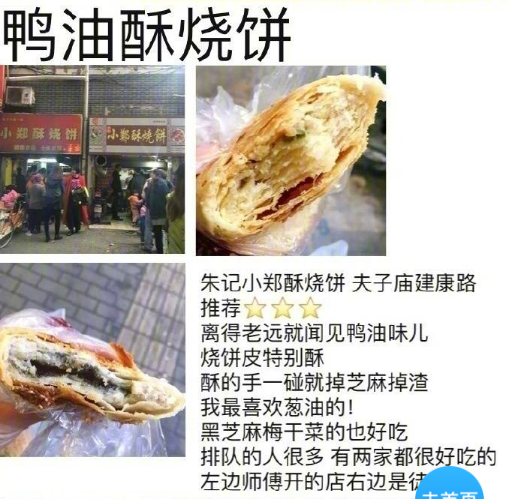 鸭油酥烧饼
小郑酥烧饼
小郑酥燒饼
朱记小郑酥烧饼 夫子庙建康路
推荐⭐⭐⭐
离得老远就闻见鸭油味儿
烧饼皮特别酥
酥的手一碰就掉芝麻掉渣
我最喜欢葱油的!
黑芝麻梅干菜的也好吃
排队的人很多 有两家都很好吃的
左边师傅开的店右边是徒